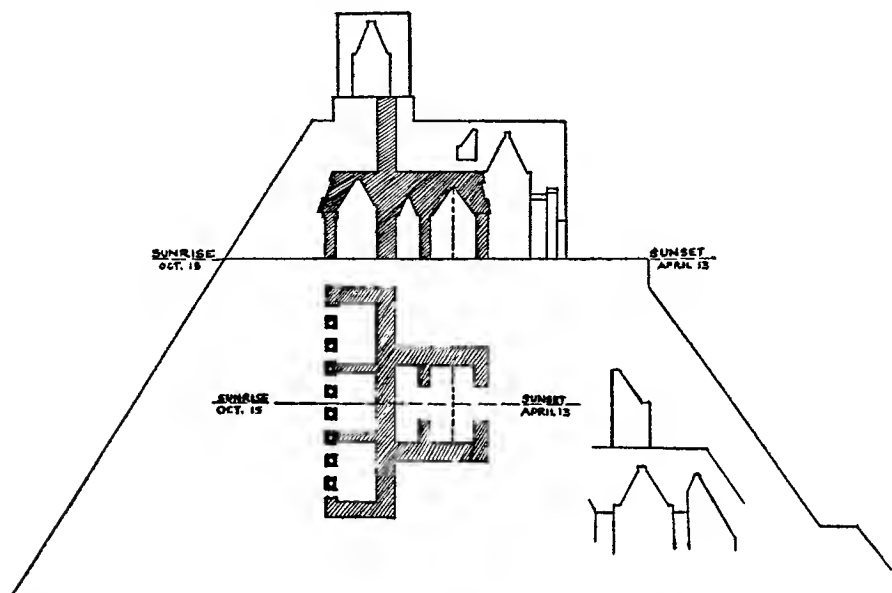 SUNRISE
OCT. 15
SUNSET
APRIL 13
SUNRISE
OCT. 15
SUNSET
APRIL 13